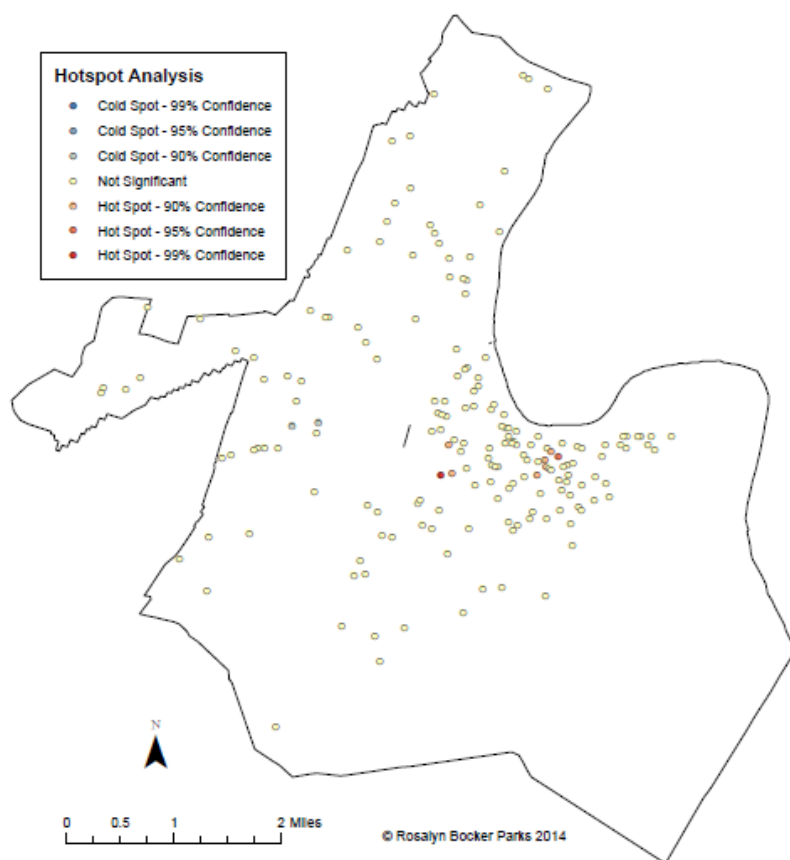 Hotspot Analysis
Cold Spot - 99% Confidence
Cold Spot - 95% Confidence
Cold Spot - 90% Confidence
Not Significant
Hot Spot - 90% Confidence
Hot Spot - 95% Confidence
Hot Spot - 99% Confidence
N
0 0.5 1 2 Miles
© Rosalyn Bocker Parks 2014